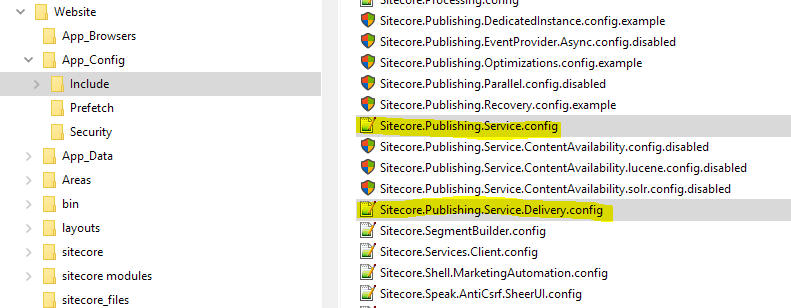 Website
App_Browsers
App_Config
Include
Prefetch
Security
App_Data
Areas
bin
layouts
sitecore
sitecore modules
sitecore_files
Sitecore.Processing.config
Sitecore.Publishing.DedicatedInstance.config.example
Sitecore.Publishing.EventProvider.Async.config.disabled
Sitecore.Publishing.Optimizations.config.example
Sitecore.Publishing.Parallel.config.disabled
Sitecore.Publishing.Recovery.config.example
Sitecore.Publishing.Service.config
Sitecore.Publishing.Service.ContentAvailability.config.disabled
Sitecore.Publishing.Service.ContentAvailability.lucene.config.disabled
Sitecore.Publishing.Service.ContentAvailability.solr.config.disabled
Sitecore.Publishing.Service.Delivery.config
Sitecore.SegmentBuilder.config
Sitecore.Services.Client.config
Sitecore.Shell.MarketingAutomation.config
Sitecore.Speak.AntiCsrf.SheerUI.config